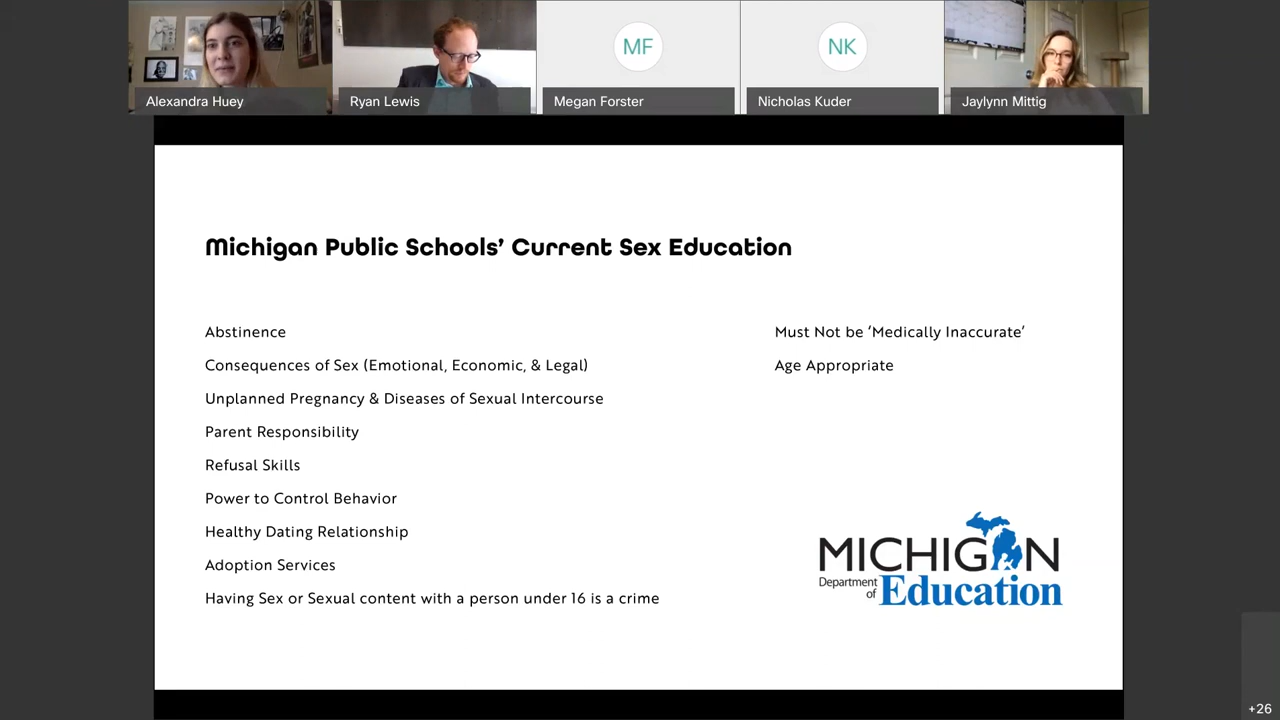 MF
NK
Alexandra Huey
Ryan Lewis
Megan Forster
Nicholas Kuder
Jaylynn Mittig
Michigan Public Schools’ Current Sex Education
Abstinence
Consequences of Sex (Emotional, Economic, & Legal)
Unplanned Pregnancy & Diseases of Sexual Intercourse
Parent Responsibility
Refusal Skills
Power to Control Behavior
Healthy Dating Relationship
Adoption Services
Having Sex or Sexual content with a person under 16 is a crime
Must Not be ‘Medically Inaccurate’
Age Appropriate
MICHIGAN
Department
of Education
+26